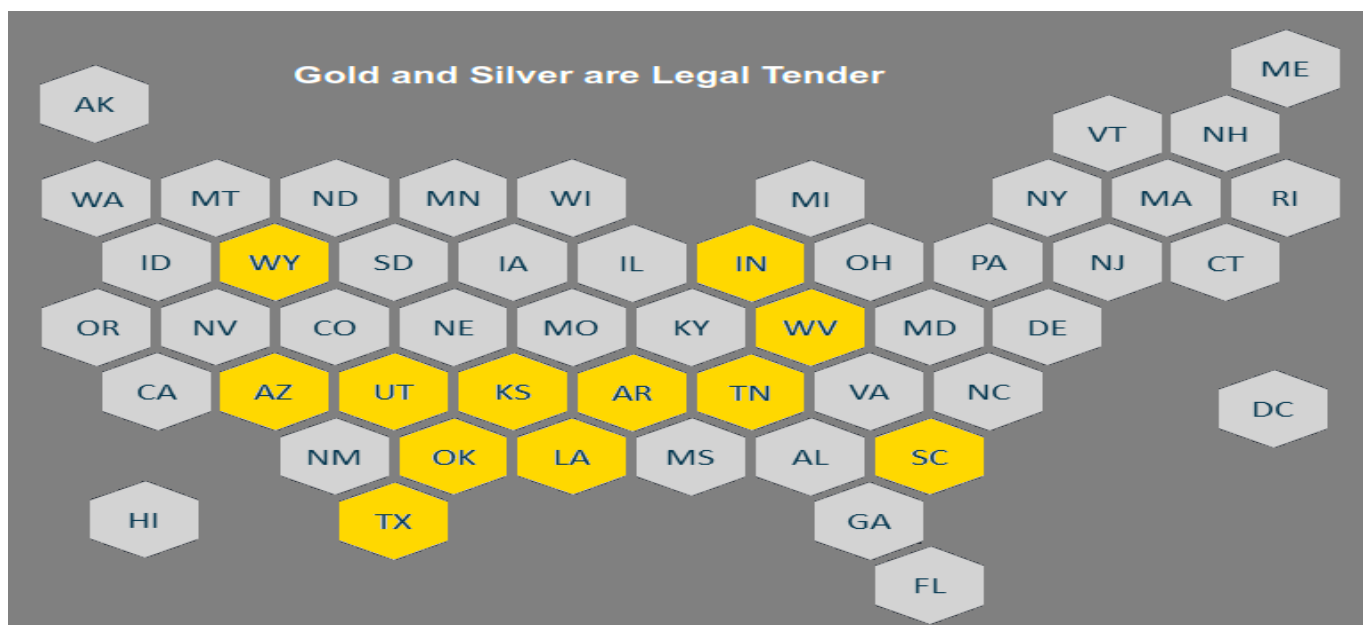 Gold and Silver are Legal Tender
ME
AK
VT NH
WA MT ND MN WI MI NY MA RI
ID WY SD IA IL IN OH PA NJ CT
OR NV CO NE MO KY WV MD DE
CA AZ UT KS AR TN VA NC
DC
NM OK LA MS AL SC
HI TX GA
FL